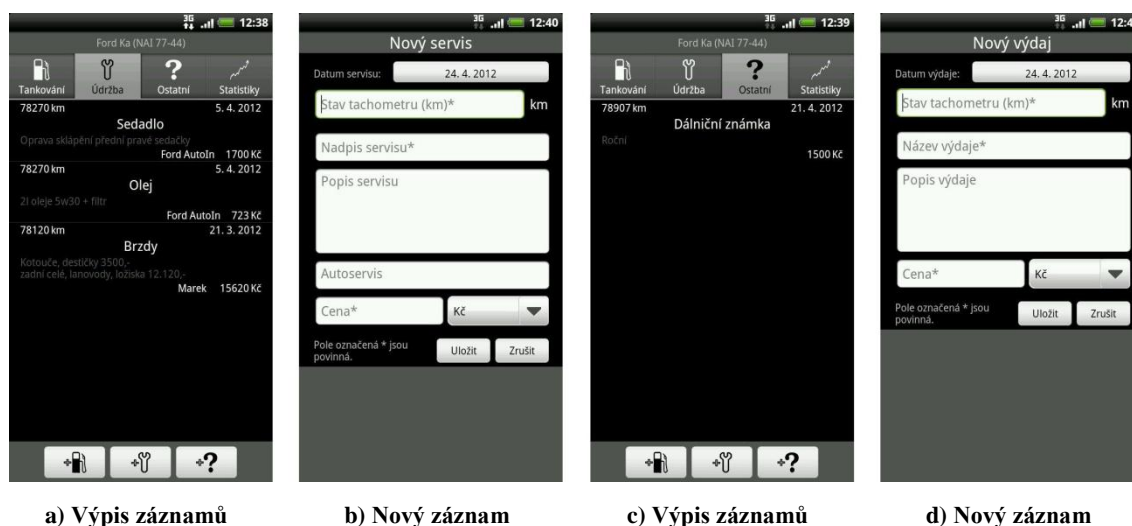 3G 12:38
Ford Ka (NAI 77-44)
Tankování Údržba Ostatní Statistiky
78270 km 5. 4. 2012
Sedadlo
Oprava sklápění přední pravé sedačky
Ford AutoIn 1700 Kč
78270 km 5. 4. 2012
Olej
2l oleje 5w30 + filtr
Ford AutoIn 723 Kč
78120 km 21. 3. 2012
Brzdy
Kotouče, destičky 3500,-
zadní celé, lanovody, ložiska 12.120,-
Marek 15620 Kč
+ + +?
a) Výpis záznamů
3G 12:40
Nový servis
Datum servisu: 24. 4. 2012
Stav tachometru (km)* km
Nadpis servisu*
Popis servisu
Autoservis
Cena* Kč
Pole označená * jsou
povinná. Uložit Zrušit
b) Nový záznam
3G 12:39
Ford Ka (NAI 77-44)
Tankování Údržba Ostatní Statistiky
78907 km 21. 4. 2012
Dálniční známka
Roční
1500 Kč
+ + +?
c) Výpis záznamů
3G 12:4
Nový výdaj
Datum výdaje: 24. 4. 2012
Stav tachometru (km)* km
Název výdaje*
Popis výdaje
Cena* Kč
Pole označená * jsou
povinná. Uložit Zrušit
d) Nový záznam